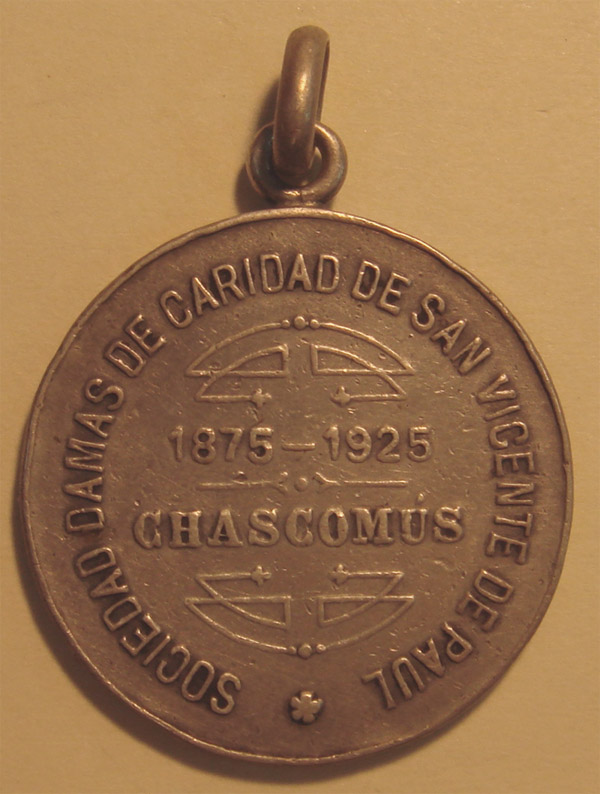 SOCIEDAD DAMAS DE CARIDAD DE SAN VICENTE DE PAUL
1875-1925
CHASCOMÚS